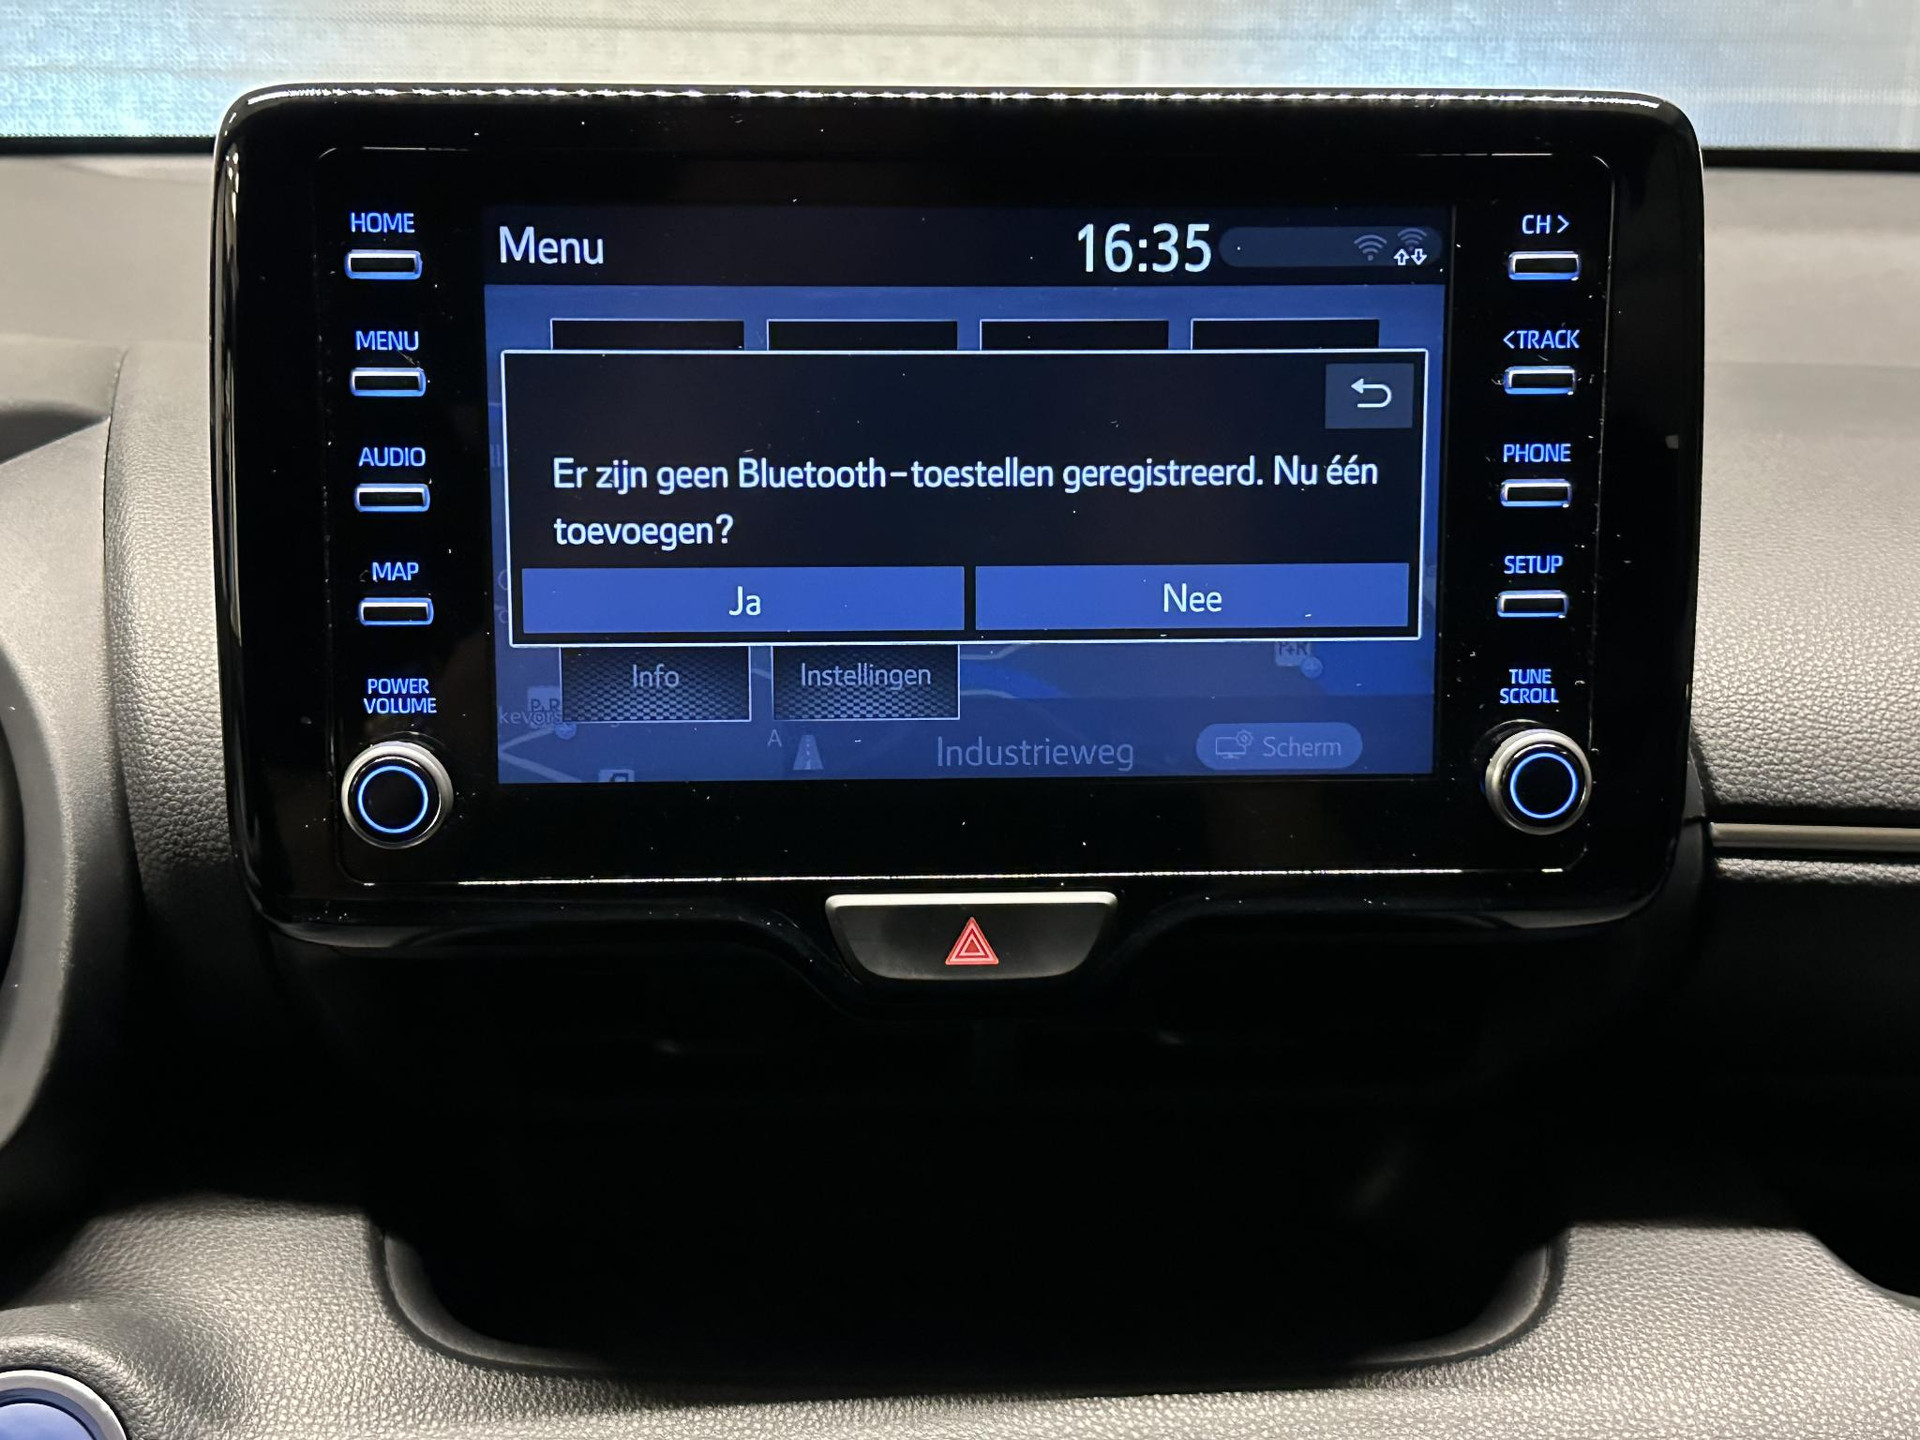 HOME
MENU
AUDIO
MAP
POWER
VOLUME
Menu
16:35
Er zijn geen Bluetooth-toestellen geregistreerd. Nu één
toevoegen?
Ja
Nee
Info
Instellingen
P+R
P+R
A
Industrieweg
Scherm
CH>
<TRACK
PHONE
SETUP
TUNE
SCROLL